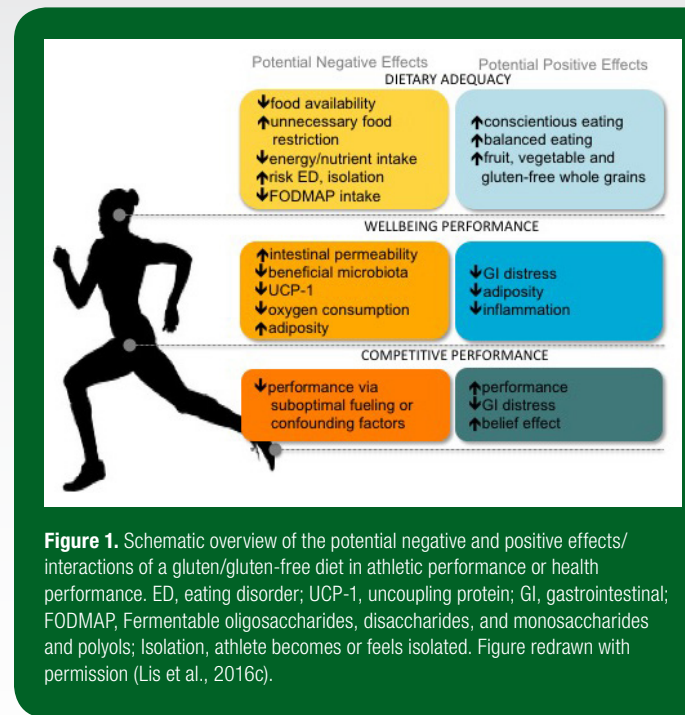 Potential Negative Effects
Potential Positive Effects
DIETARY ADEQUACY
↓food availability
↑unnecessary food
restriction
↓energy/nutrient intake
↑risk ED, isolation
↓FODMAP intake
↑conscientious eating
↑balanced eating
↑fruit, vegetable and
gluten-free whole grains
WELLBEING PERFORMANCE
↑intestinal permeability
↓beneficial microbiota
↓UCP-1
↓oxygen consumption
↑adiposity
↓GI distress
↓adiposity
↓inflammation
COMPETITIVE PERFORMANCE
↓performance via
suboptimal fueling or
confounding factors
↑performance
↓GI distress
↑belief effect
Figure 1. Schematic overview of the potential negative and positive effects/
interactions of a gluten/gluten-free diet in athletic performance or health
performance. ED, eating disorder; UCP-1, uncoupling protein; GI, gastrointestinal;
FODMAP, Fermentable oligosaccharides, disaccharides, and monosaccharides
and polyols; Isolation, athlete becomes or feels isolated. Figure redrawn with
permission (Lis et al., 2016c).